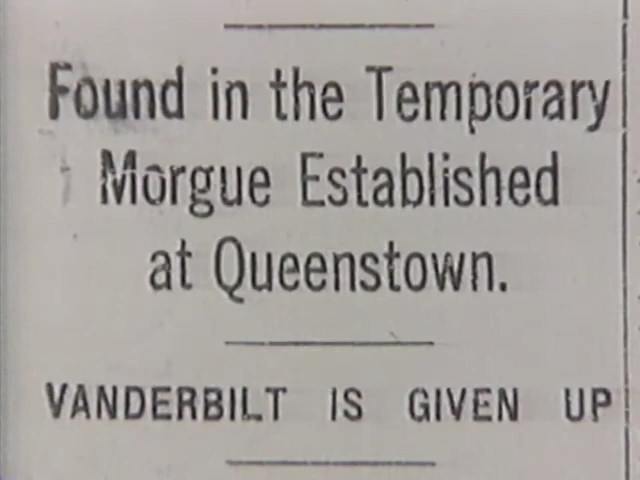 Found in the Temporary
Morgue Established
at Queenstown.
VANDERBILT IS GIVEN UP